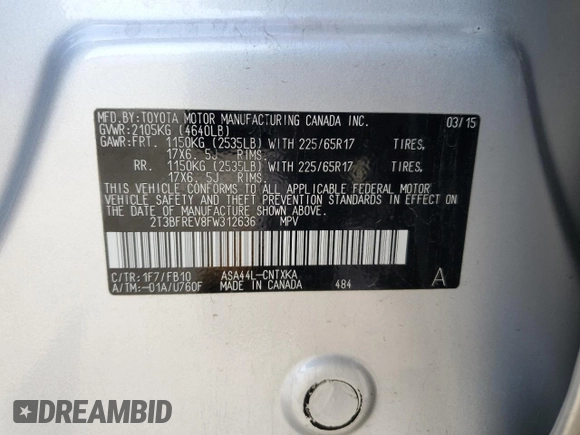 MFD.BY:TOYOTA MOTOR MANUFACTURING CANADA INC. 03/15
GVWR:2105KG (4640LB)
GAWR:FRT. 1150KG (2535LB) WITH 225/65R17 TIRES,
17X6. 5J RIMS.
RR. 1150KG (2535LB) WITH 225/65R17 TIRES,
17X6. 5J RIMS.
THIS VEHICLE CONFORMS TO ALL APPLICABLE FEDERAL MOTOR
VEHICLE SAFETY AND THEFT PREVENTION STANDARDS IN EFFECT ON
THE DATE OF MANUFACTURE SHOWN ABOVE.
2T3BFREV8FW312636 MPV
C/TR:1F7/FB10 ASA44L-CNTXKA
A/TM:-01A/U760F MADE IN CANADA 484 A
DREAMBID